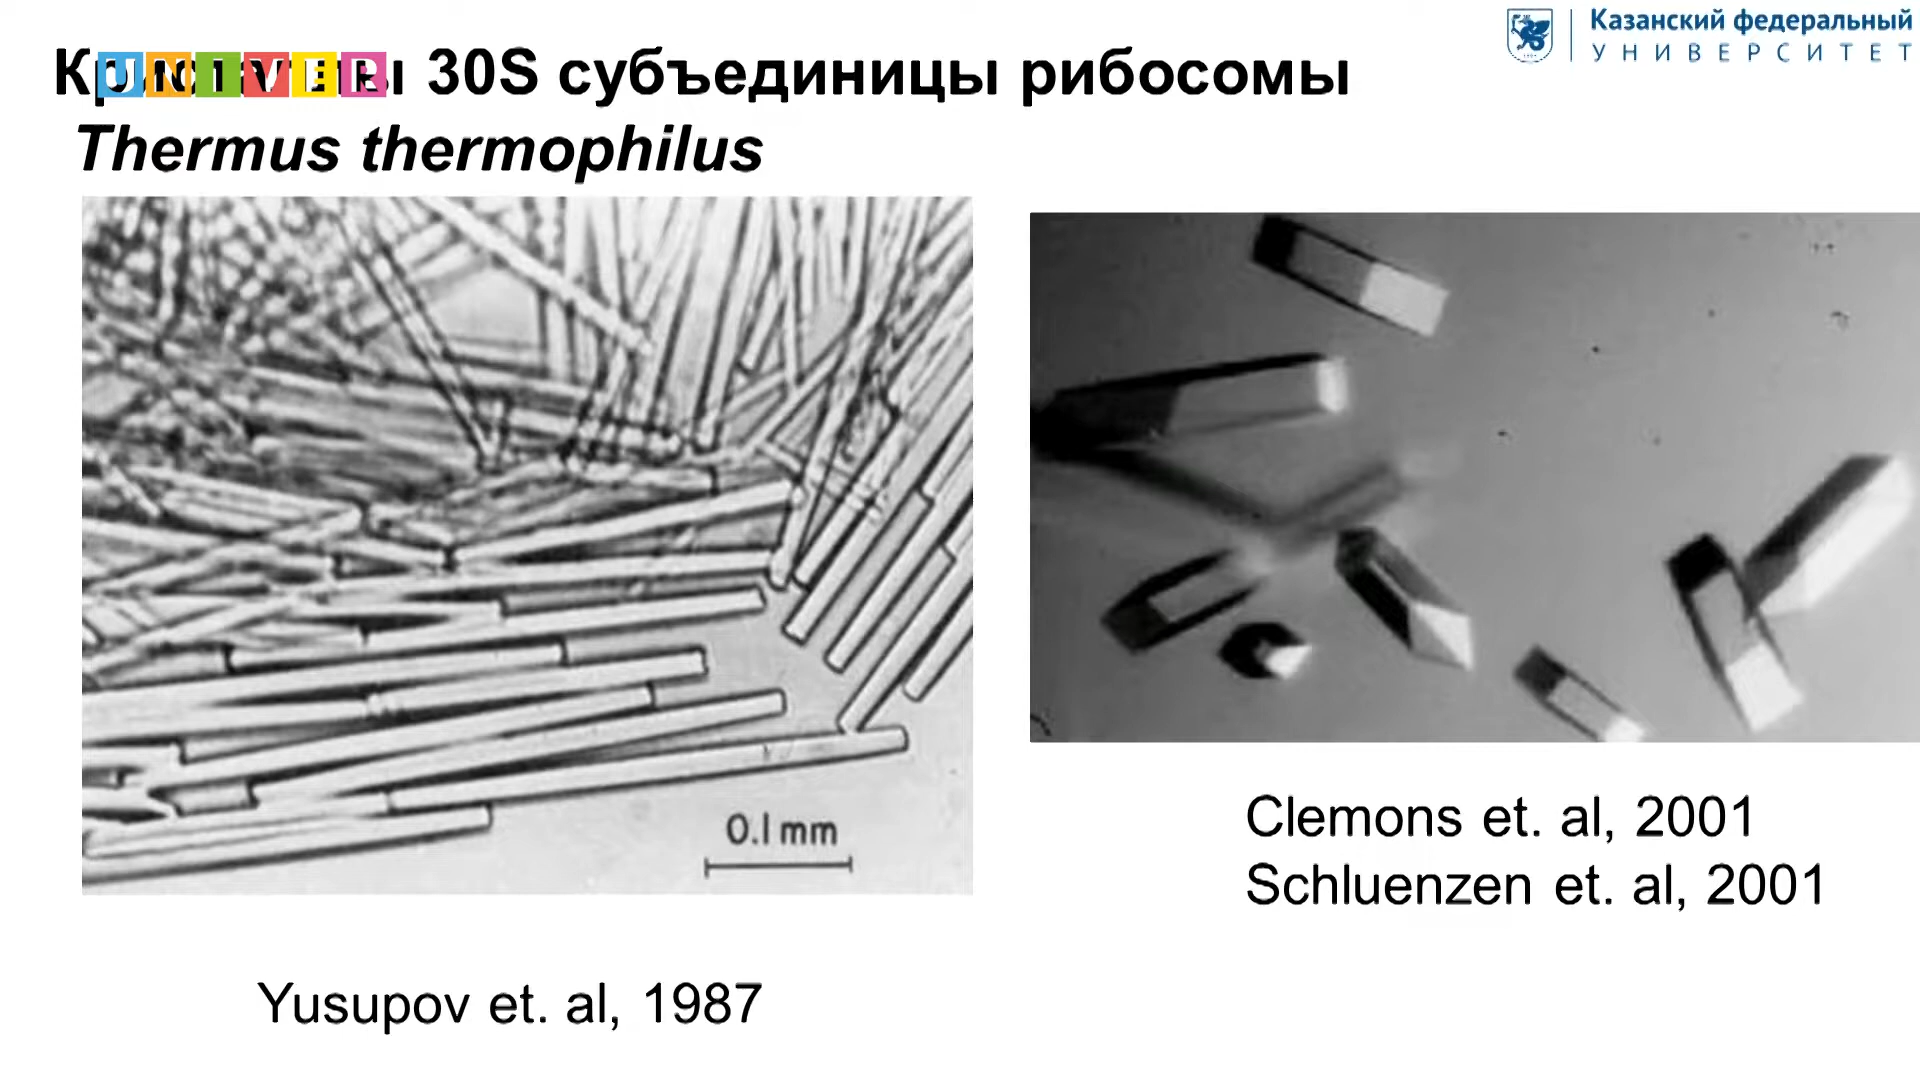 Казанский федеральный
УНИВЕРСИТЕТ
UNIVER
30S субъединицы рибосомы
Thermus thermophilus
0.1 mm
Clemons et. al, 2001
Schluenzen et. al, 2001
Yusupov et. al, 1987